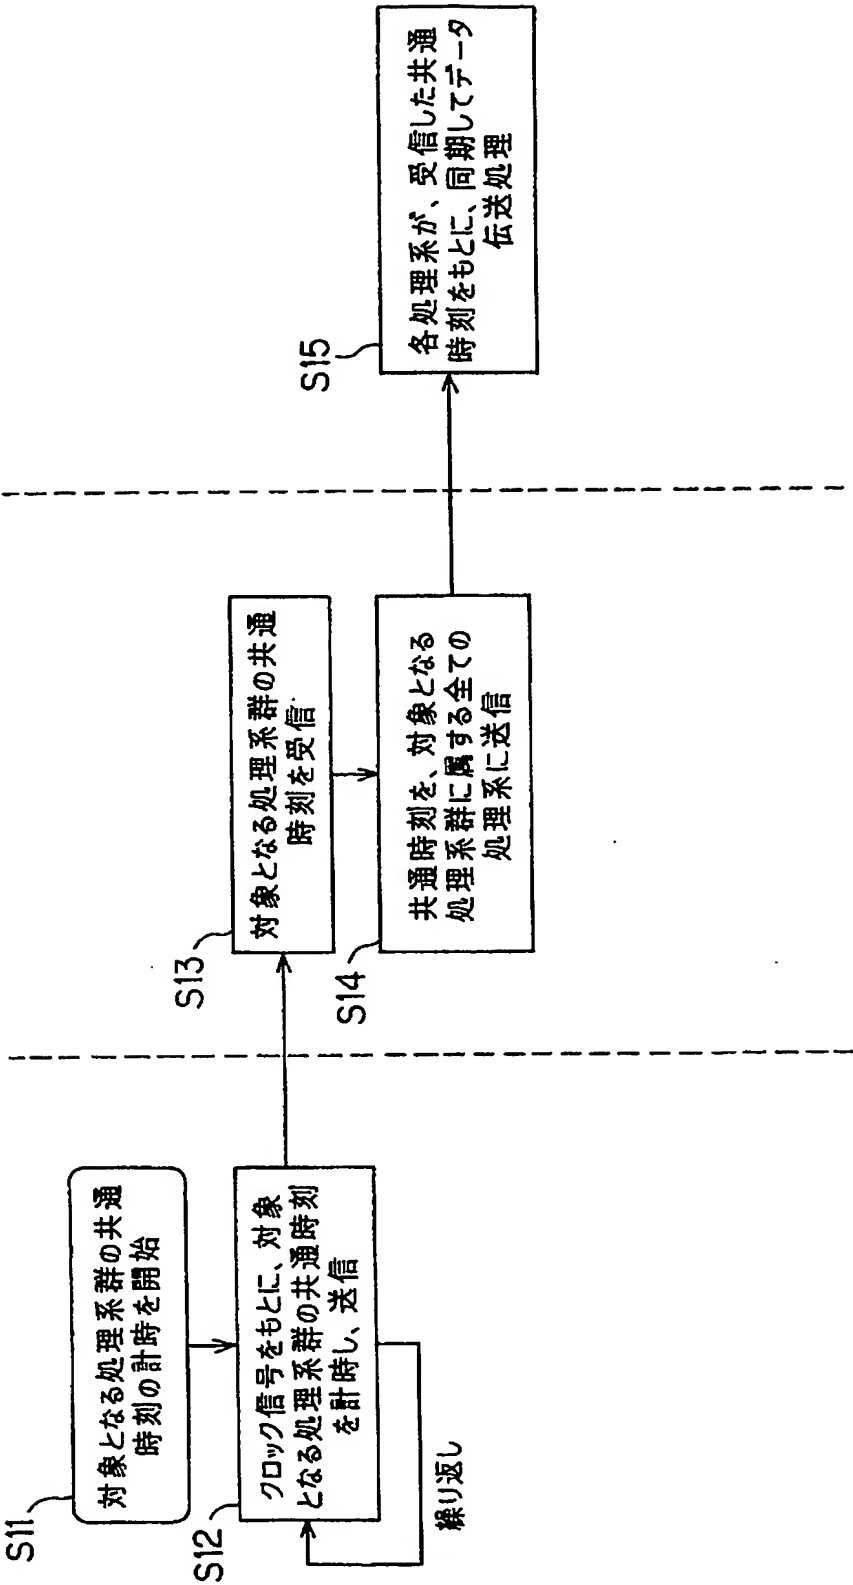 S11
対象となる処理系群の共通
時刻の計時を開始
S12
クロック信号をもとに、対象
となる処理系群の共通時刻
を計時し、送信
繰り返し
S13
対象となる処理系群の共通
時刻を受信
S14
共通時刻を、対象となる
処理系群に属する全ての
処理系に送信
S15
各処理系が、受信した共通
時刻をもとに、同期してデータ
伝送処理